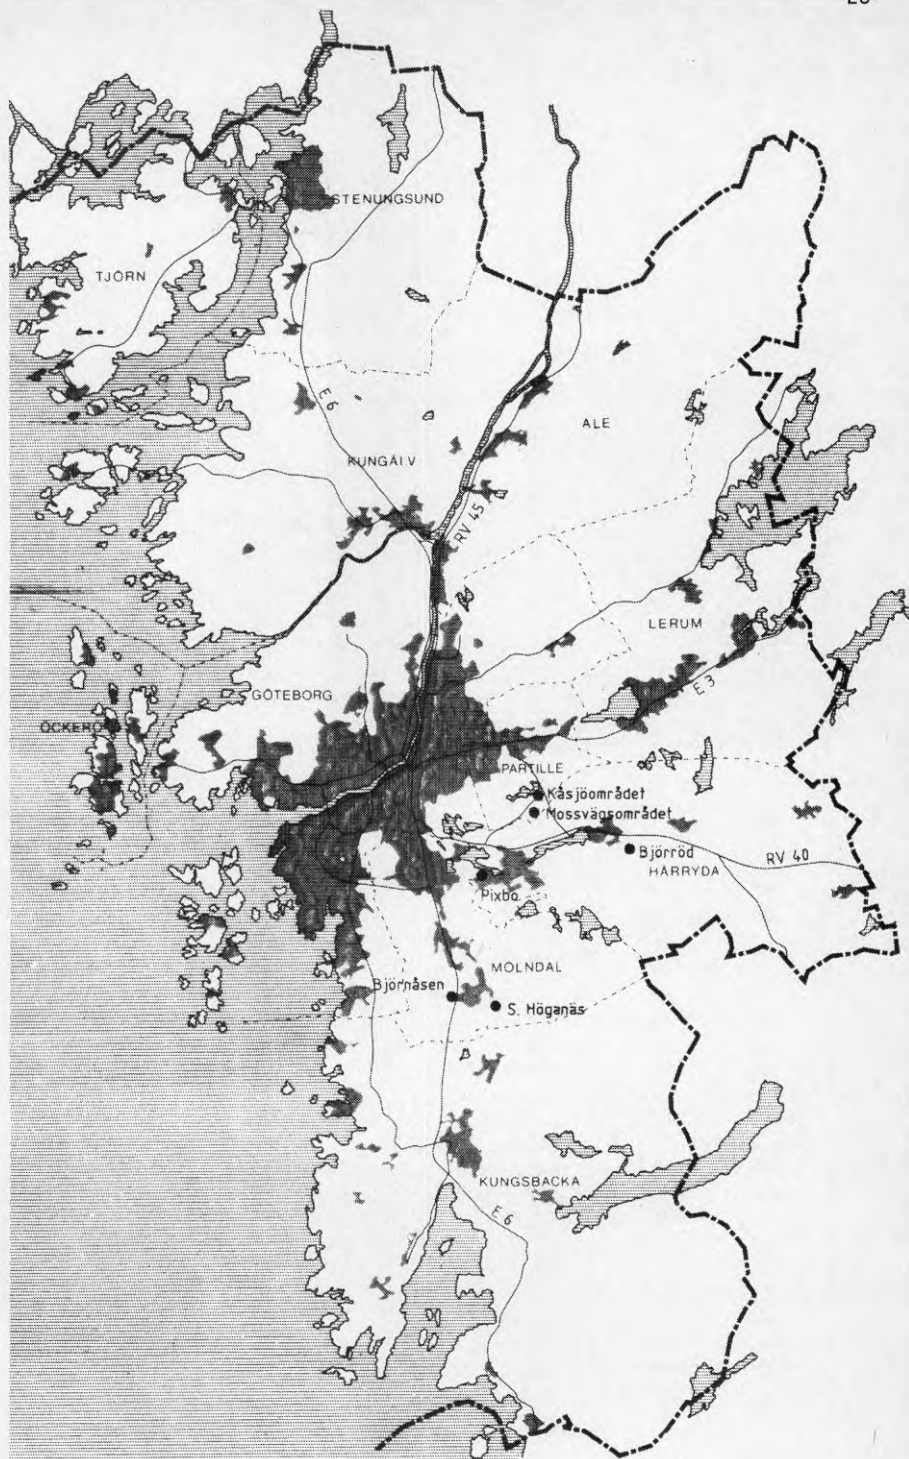 STENUNGSUND
TJÖRN
E 6
ALE
KUNGÄLV
RV 45
LERUM
GÖTEBORG
E 3
ÖCKERÖ
PARTILLE
Kåsjöområdet
Mossvägsområdet
Björröd
RV 40
HÄRRYDA
Pixbo
MÖLNDAL
Björnåsen
S. Höganäs
KUNGSBACKA
E 6